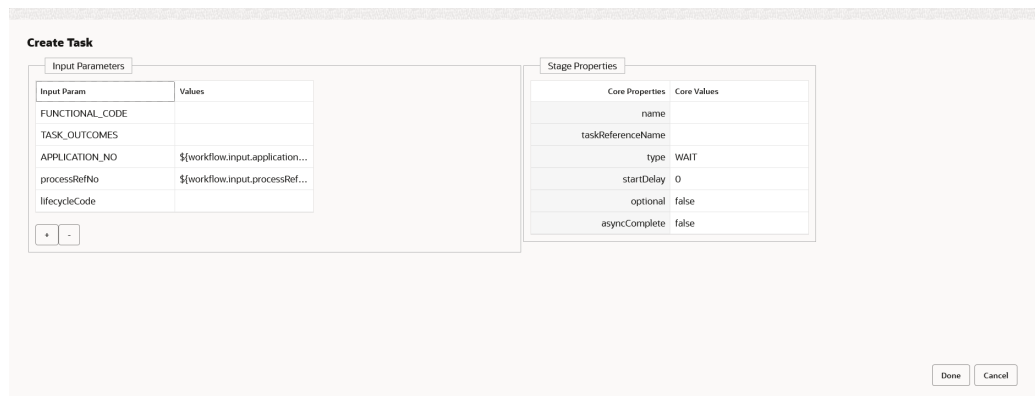 Create Task
Input Parameters
Input Param Values
FUNCTIONAL_CODE
TASK_OUTCOMES
APPLICATION_NO ${workflow.input.application...
processRefNo ${workflow.input.processRef...
lifecycleCode
+ -
Stage Properties
Core Properties Core Values
name
taskReferenceName
type WAIT
startDelay 0
optional false
asyncComplete false
Done Cancel